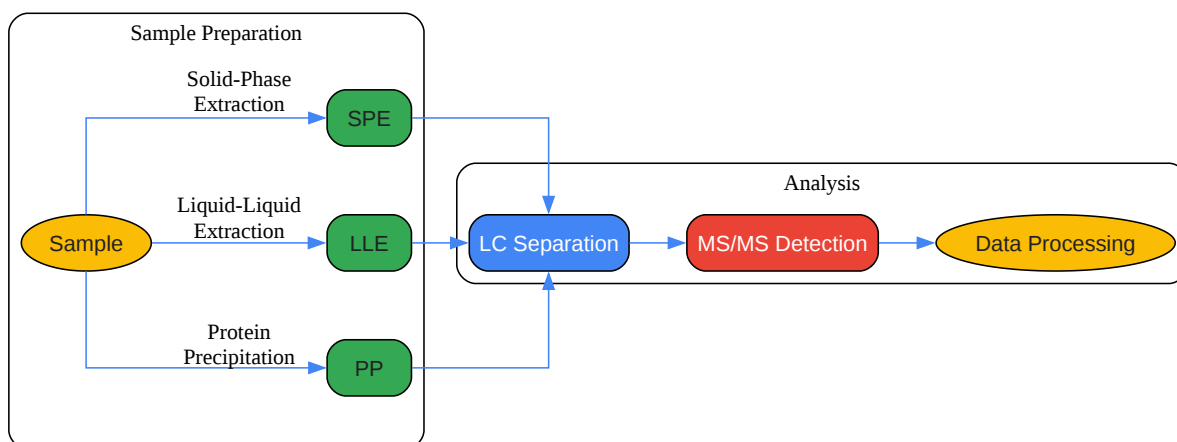 Sample Preparation
Solid-Phase
Extraction
SPE
Analysis
Liquid-Liquid
Extraction
Sample
LLE
LC Separation
MS/MS Detection
Data Processing
Protein
Precipitation
PP